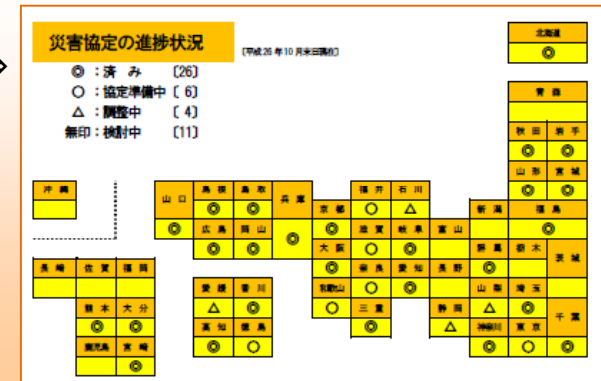 災害協定の進捗状況
〔平成26年10月末日現在〕
◎：済 み 〔26〕
○：協定準備中〔 6〕
△：調整中 〔 4〕
無印：検討中 〔11〕
北海道
◎
青 森
秋 田 岩 手
◎ ◎
山 形 宮 城
◎ ◎
沖 縄 山 口 島 根 鳥 取 兵 庫 福 井 石 川
◎ ◎ 京 都 ○ △ 新 潟 福 島
◎ 広 島 岡 山 ◎ ◎ 滋 賀 岐 阜 富 山 ◎
◎ ◎ 大 阪 ○ ◎ 群 馬 栃 木 茨 城
長 崎 佐 賀 福 岡 ◎ 奈 良 愛 知 長 野 ◎
愛 媛 香 川 和歌山 ○ ◎ 山 梨 埼 玉
熊 本 大 分 △ ◎ ○ 三 重 静 岡 △ ◎ 千 葉
◎ ◎ 高 知 徳 島 ◎ △ 神奈川 東 京
鹿児島 宮 崎 ◎ ○ ◎ ○ ◎
◎